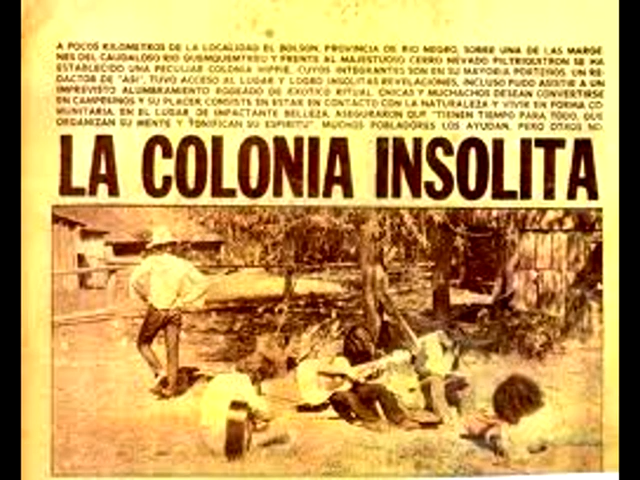 A POCOS KILOMETROS DE LA LOCALIDAD EL BOLSON, PROVINCIA DE RIO NEGRO, SOBRE UNA DE LAS MARGE
NES DEL CAUDALOSO RIO QUEMQUEMTREU Y FRENTE AL MAJESTUOSO CERRO NEVADO PILTRIQUITRON SE HA
ESTABLECIDO UNA PECULIAR COLONIA HIPPIE, CUYOS INTEGRANTES SON EN SU MAYORIA PORTEÑOS. UN RE-
DACTOR DE "ASI", TUVO ACCESO AL LUGAR Y LOGRO INSOLITAS REVELACIONES, INCLUSO PUDO ASISTIR A UN
IMPREVISTO ALUMBRAMIENTO RODEADO DE EXOTICO RITUAL. CHICAS Y MUCHACHOS DESEAN CONVERTIRSE
EN CAMPESINOS Y SU PLACER CONSISTE EN ESTAR EN CONTACTO CON LA NATURALEZA Y VIVIR EN FORMA CO-
MUNITARIA, EN EL LUGAR DE IMPACTANTE BELLEZA. ASEGURARON QUE "TIENEN TIEMPO PARA TODO, QUE
ORGANIZAN SU MENTE Y TONIFICAN SU ESPIRITU". MUCHOS POBLADORES LOS AYUDAN, PERO OTROS NO.
LA COLONIA INSOLITA